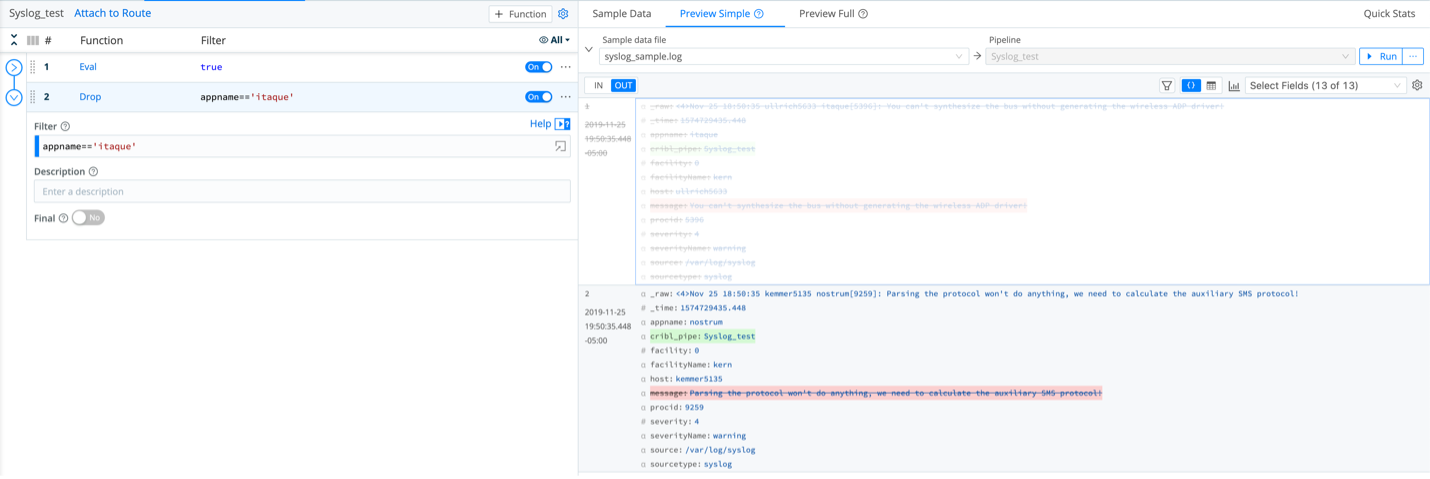 Syslog_test Attach to Route + Function
# Function Filter All
1 Eval true On ...
2 Drop appname=='itaque' On ...
Filter Help
appname=='itaque'
Description
Enter a description
Final No
Sample Data Preview Simple Preview Full Quick Stats
Sample data file Pipeline
syslog_sample.log → Syslog_test Run ...
IN OUT Select Fields (13 of 13)
1
2019-11-25
19:50:35.448
-05:00
α _raw: <4>Nov 25 18:50:35 ullrich5633 itaque[5396]: You can't synthesize the bus without generating the wireless ADP driver!
# _time: 1574729435.448
α appname: itaque
α cribl_pipe: Syslog_test
# facility: 0
α facilityName: kern
α host: ullrich5633
α message: You can't synthesize the bus without generating the wireless ADP driver!
α procid: 5396
# severity: 4
α severityName: warning
α source: /var/log/syslog
α sourcetype: syslog
2
2019-11-25
19:50:35.448
-05:00
α _raw: <4>Nov 25 18:50:35 kemmer5135 nostrum[9259]: Parsing the protocol won't do anything, we need to calculate the auxiliary SMS protocol!
# _time: 1574729435.448
α appname: nostrum
α cribl_pipe: Syslog_test
# facility: 0
α facilityName: kern
α host: kemmer5135
α message: Parsing the protocol won't do anything, we need to calculate the auxiliary SMS protocol!
α procid: 9259
# severity: 4
α severityName: warning
α source: /var/log/syslog
α sourcetype: syslog